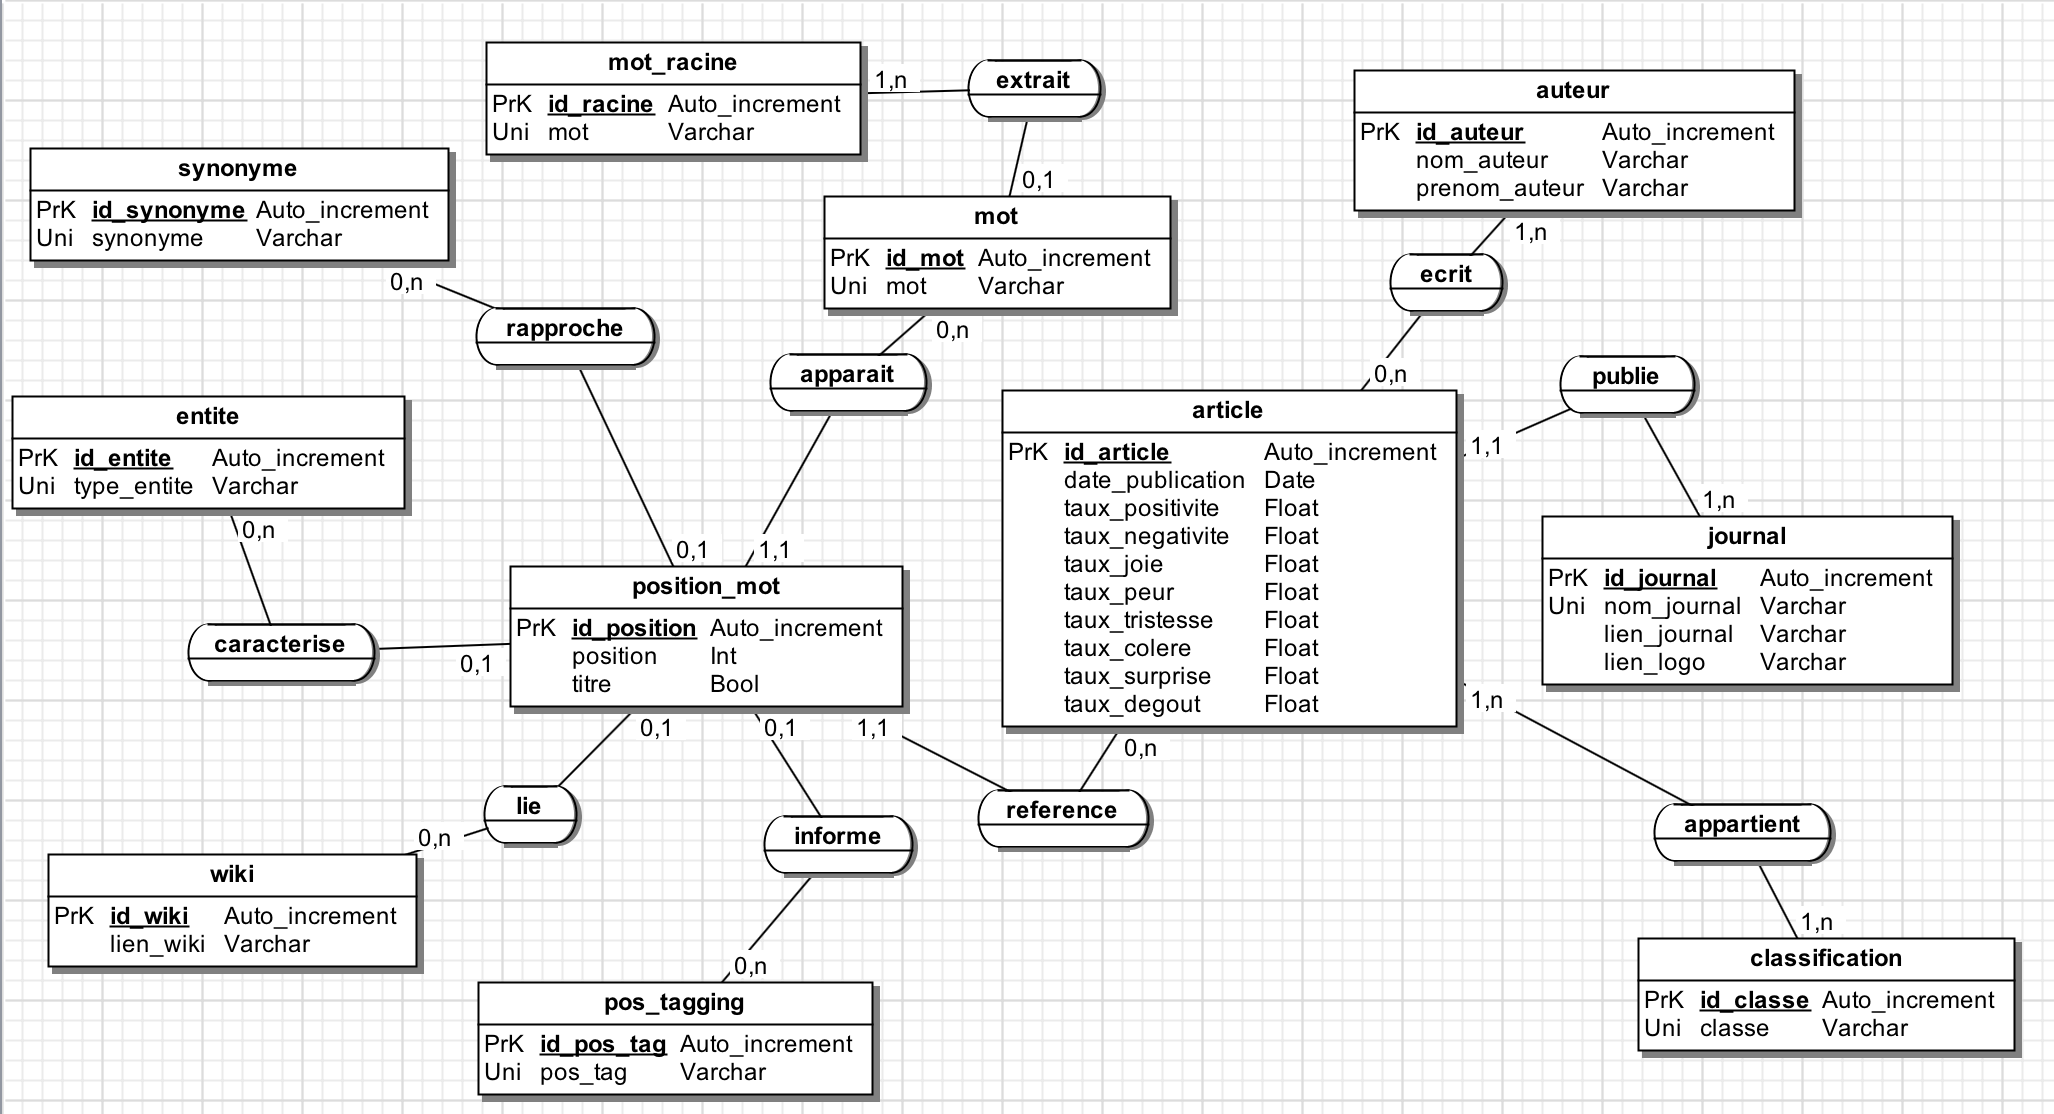 mot_racine
PrK id_racine Auto_increment
Uni mot Varchar
1,n
extrait
0,1
auteur
PrK id_auteur Auto_increment
nom_auteur Varchar
prenom_auteur Varchar
1,n
synonyme
PrK id_synonyme Auto_increment
Uni synonyme Varchar
0,n
mot
PrK id_mot Auto_increment
Uni mot Varchar
0,n
ecrit
0,n
rapproche
apparait
publie
1,1
1,n
entite
PrK id_entite Auto_increment
Uni type_entite Varchar
0,n
article
PrK id_article Auto_increment
date_publication Date
taux_positivite Float
taux_negativite Float
taux_joie Float
taux_peur Float
taux_tristesse Float
taux_colere Float
taux_surprise Float
taux_degout Float
journal
PrK id_journal Auto_increment
Uni nom_journal Varchar
lien_journal Varchar
lien_logo Varchar
0,1
1,1
position_mot
PrK id_position Auto_increment
position Int
titre Bool
caracterise
0,1
0,1
0,1
1,1
0,n
1,n
lie
0,n
informe
reference
appartient
wiki
PrK id_wiki Auto_increment
lien_wiki Varchar
0,n
1,n
pos_tagging
PrK id_pos_tag Auto_increment
Uni pos_tag Varchar
classification
PrK id_classe Auto_increment
Uni classe Varchar